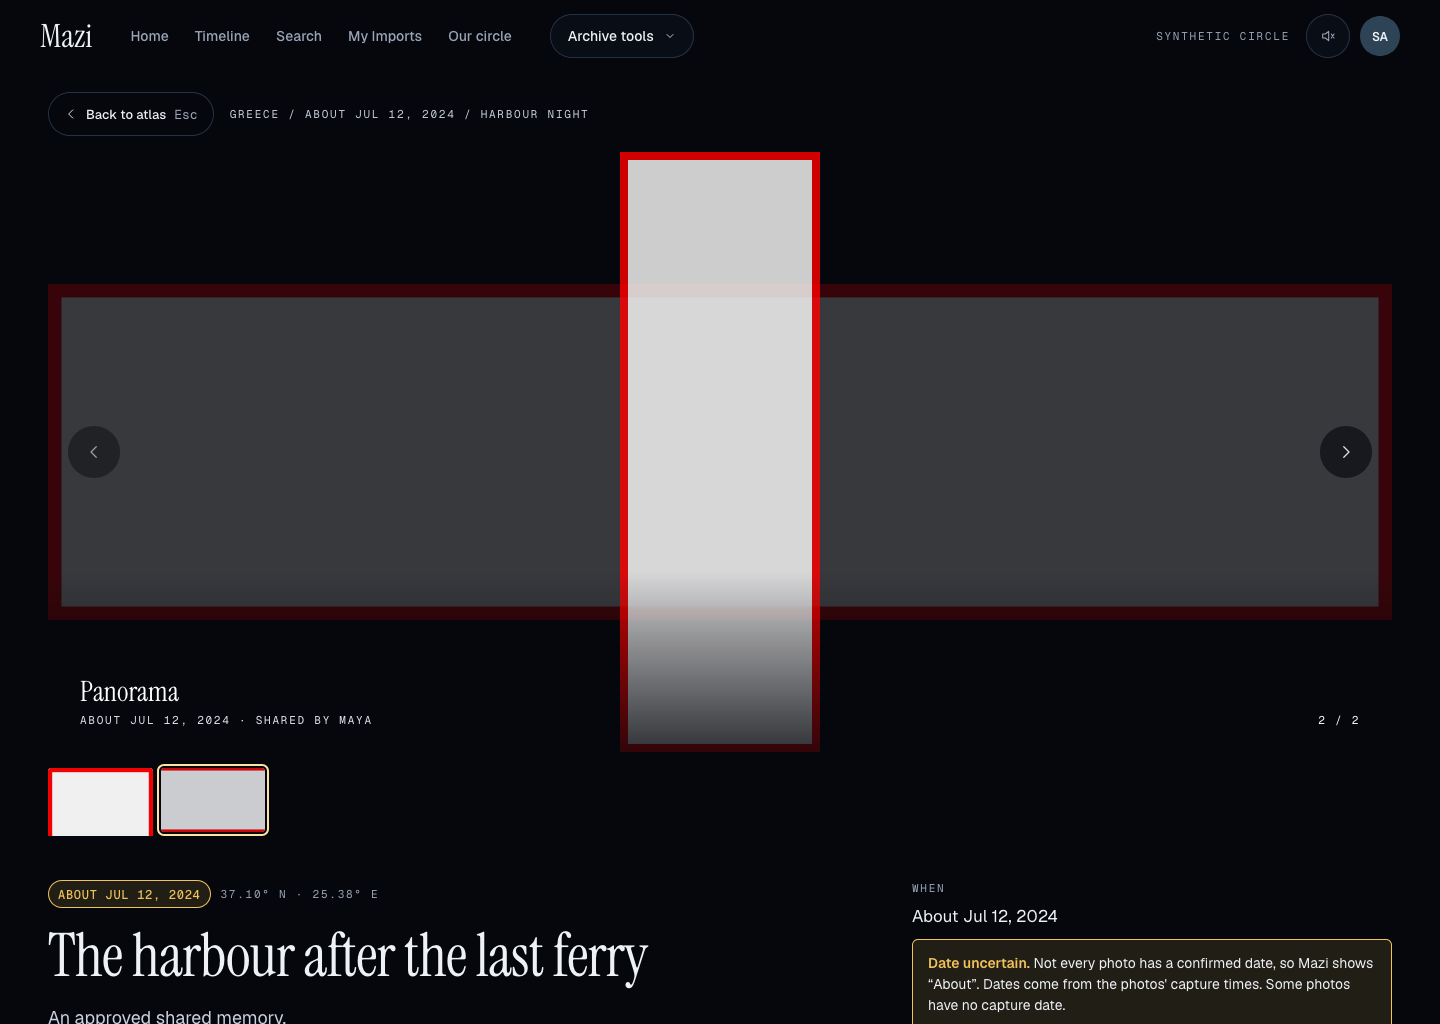 Mazi
Home
Timeline
Search
My Imports
Our circle
Archive tools
SYNTHETIC CIRCLE
SA
Back to atlas Esc
GREECE / ABOUT JUL 12, 2024 / HARBOUR NIGHT
Panorama
ABOUT JUL 12, 2024 · SHARED BY MAYA
2 / 2
ABOUT JUL 12, 2024
37.10° N · 25.38° E
The harbour after the last ferry
An approved shared memory.
WHEN
About Jul 12, 2024
Date uncertain. Not every photo has a confirmed date, so Mazi shows
“About”. Dates come from the photos' capture times. Some photos
have no capture date.